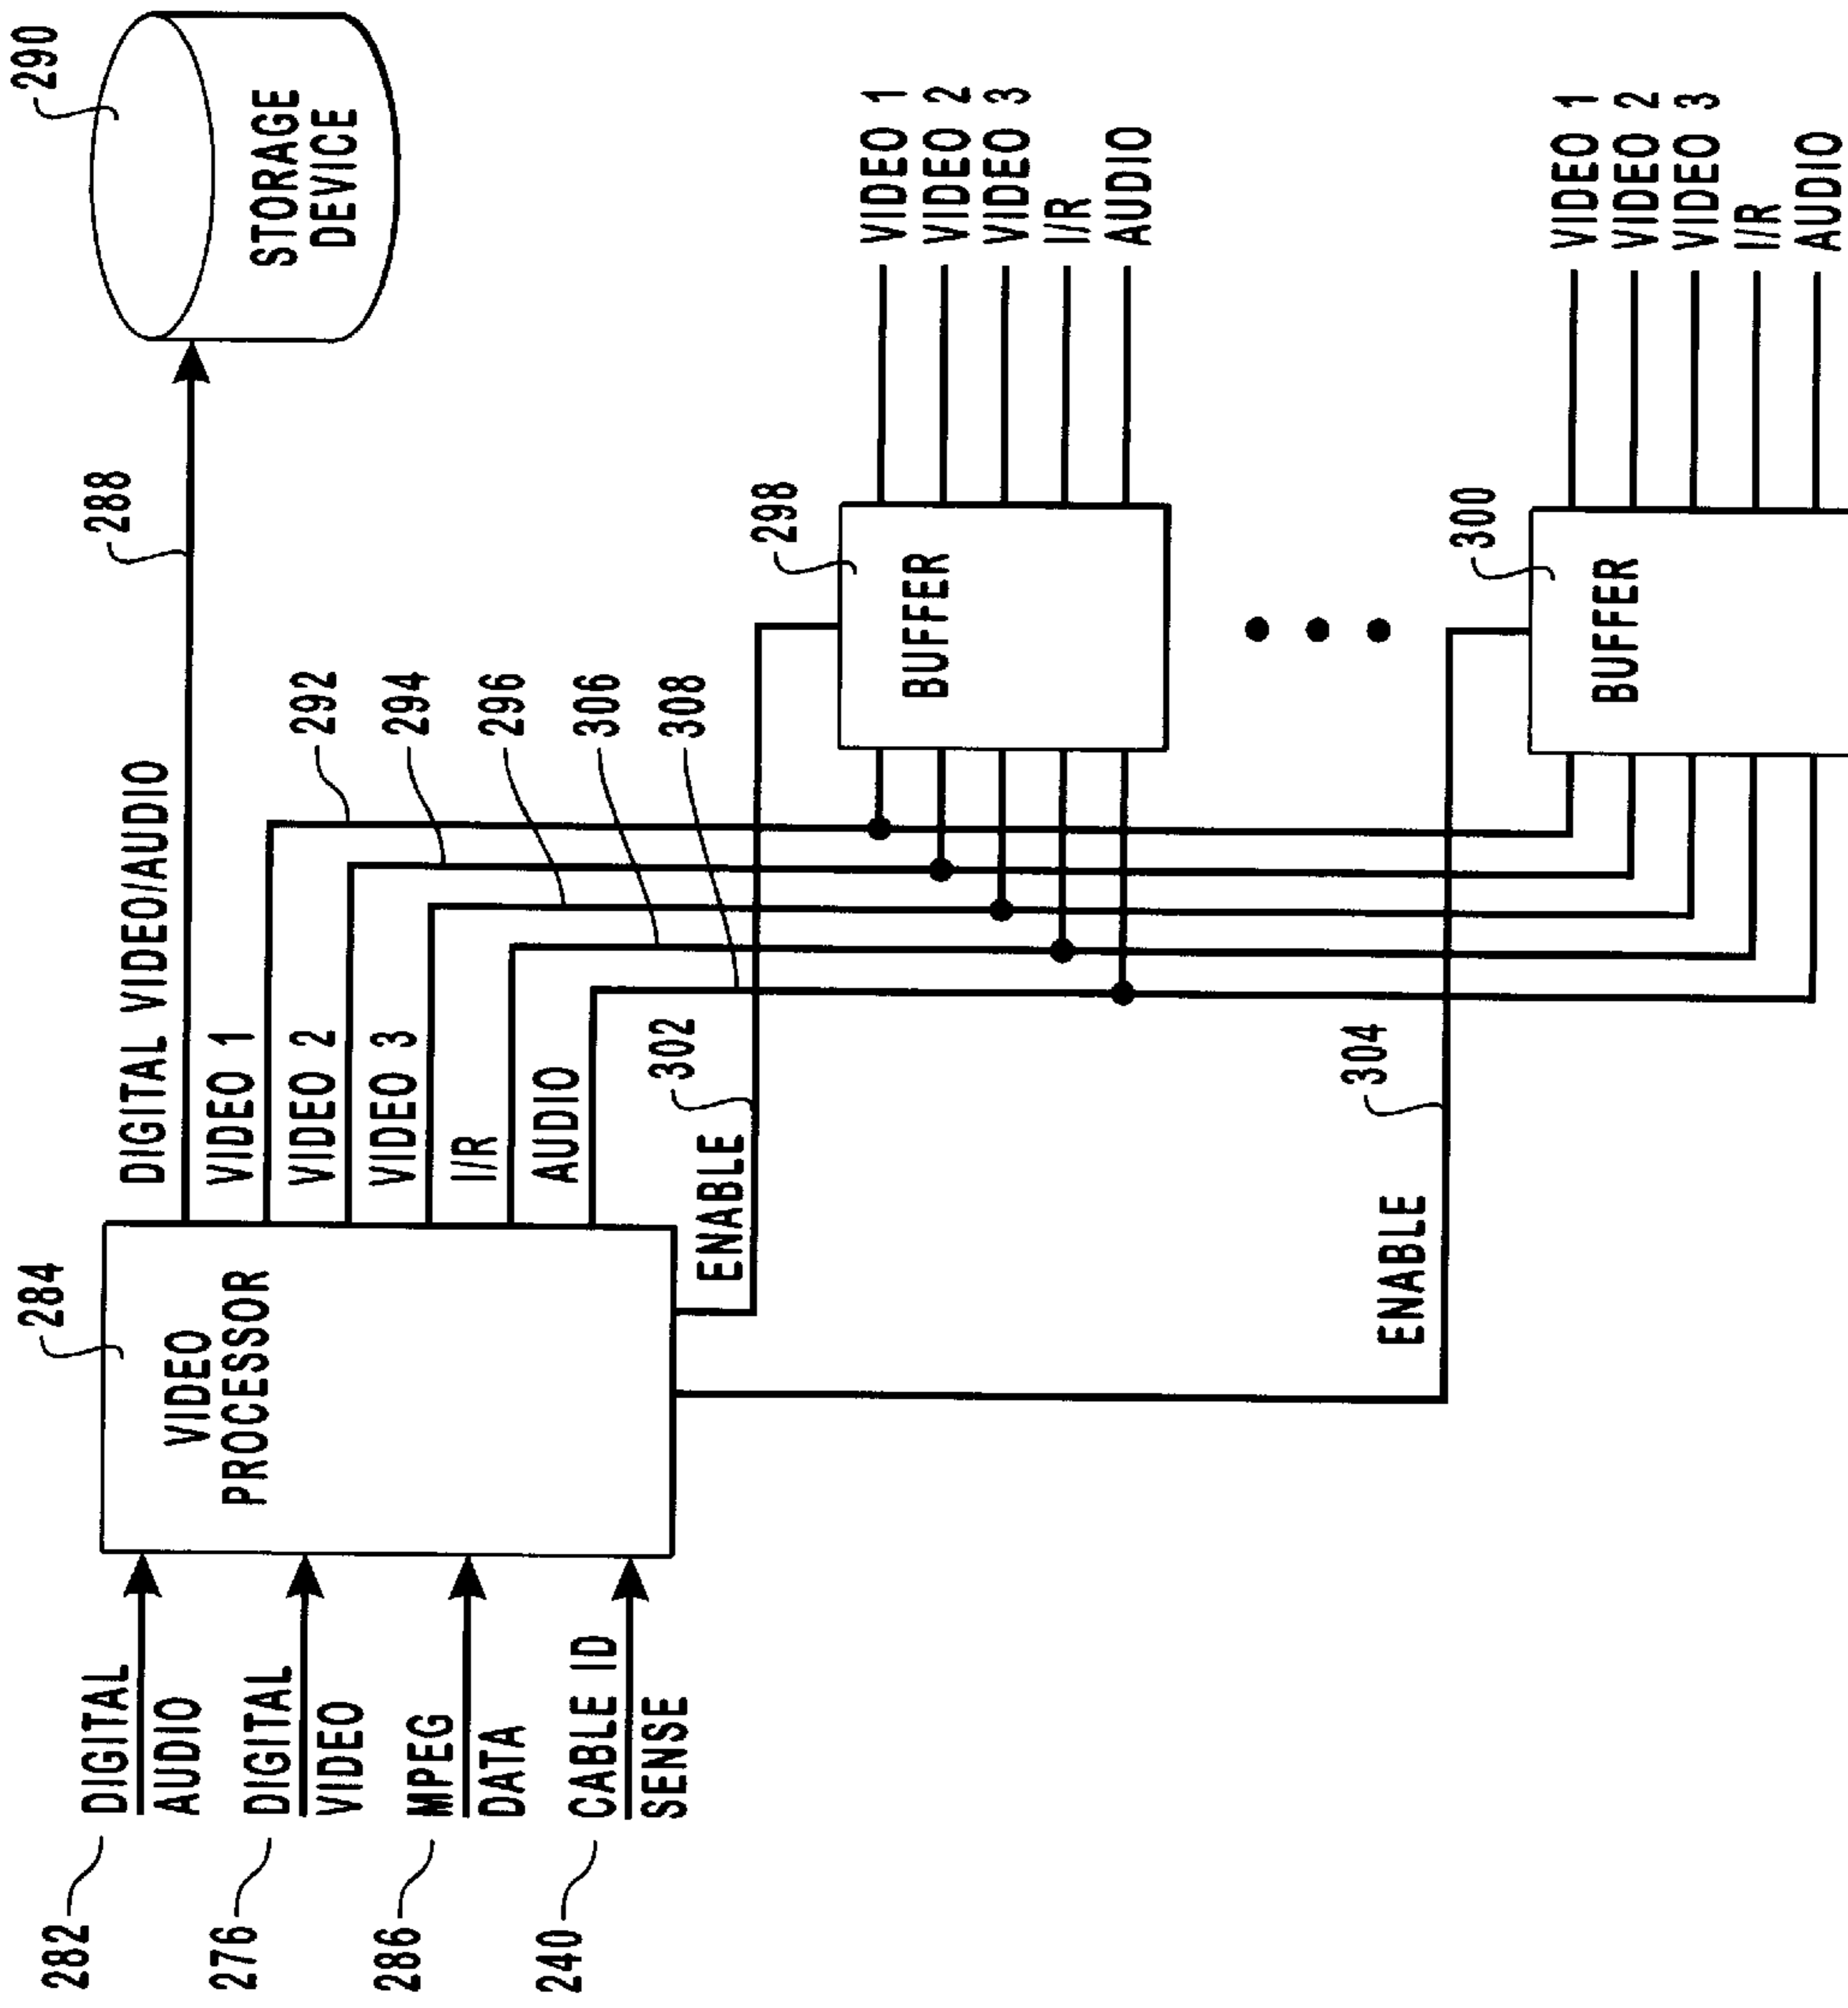 290
STORAGE
DEVICE
288
DIGITAL VIDEO/AUDIO
284
VIDEO
PROCESSOR
282
DIGITAL
AUDIO
276
DIGITAL
VIDEO
286
MPEG
DATA
240
CABLE ID
SENSE
VIDEO 1
VIDEO 2
VIDEO 3
I/R
AUDIO
292
294
296
306
308
ENABLE
302
298
BUFFER
VIDEO 1
VIDEO 2
VIDEO 3
I/R
AUDIO
ENABLE
304
300
BUFFER
VIDEO 1
VIDEO 2
VIDEO 3
I/R
AUDIO